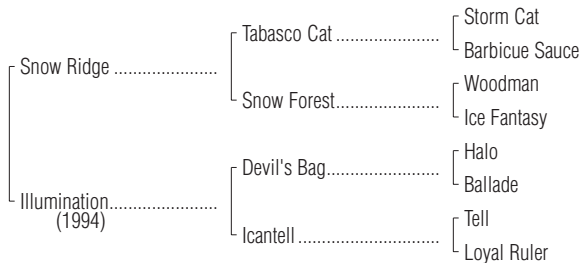 Storm Cat
Tabasco Cat ......................
Barbicue Sauce
Snow Ridge ......................
Woodman
Snow Forest......................
Ice Fantasy
Halo
Devil's Bag........................
Ballade
Illumination.......................
(1994)
Tell
Icantell ..............................
Loyal Ruler